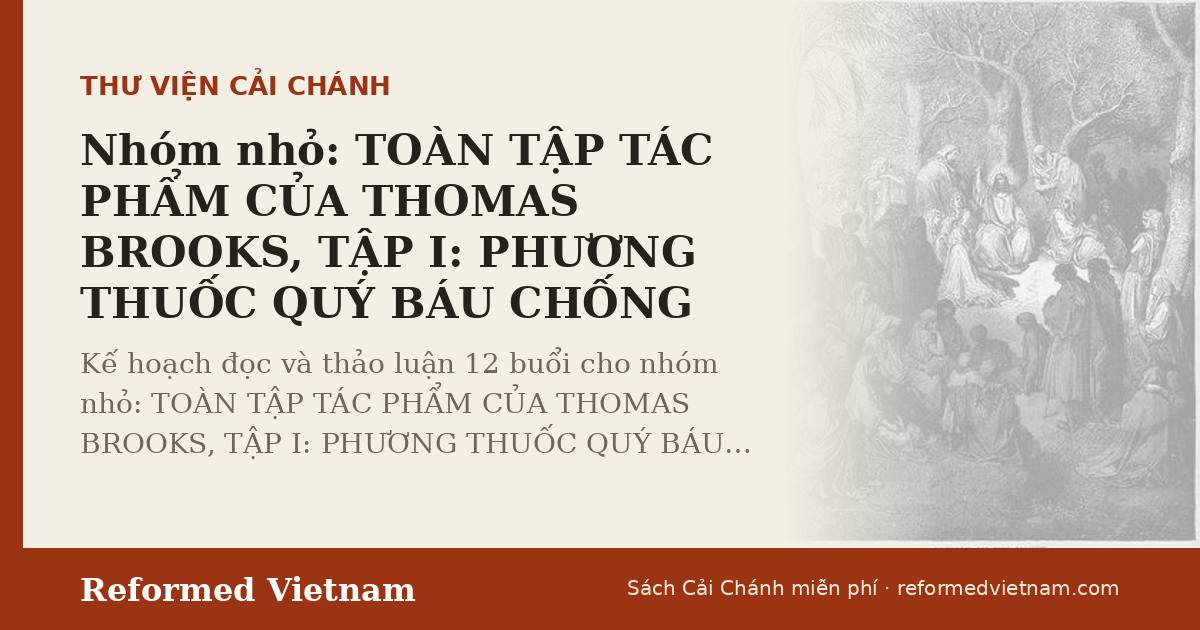 THƯ VIỆN CẢI CHÁNH
Nhóm nhỏ: TOÀN TẬP TÁC
PHẨM CỦA THOMAS
BROOKS, TẬP I: PHƯƠNG
THUỐC QUÝ BÁU CHỐNG
Kế hoạch đọc và thảo luận 12 buổi cho nhóm
nhỏ: TOÀN TẬP TÁC PHẨM CỦA THOMAS
BROOKS, TẬP I: PHƯƠNG THUỐC QUÝ BÁU…
Reformed Vietnam
Sách Cải Chánh miễn phí · reformedvietnam.com